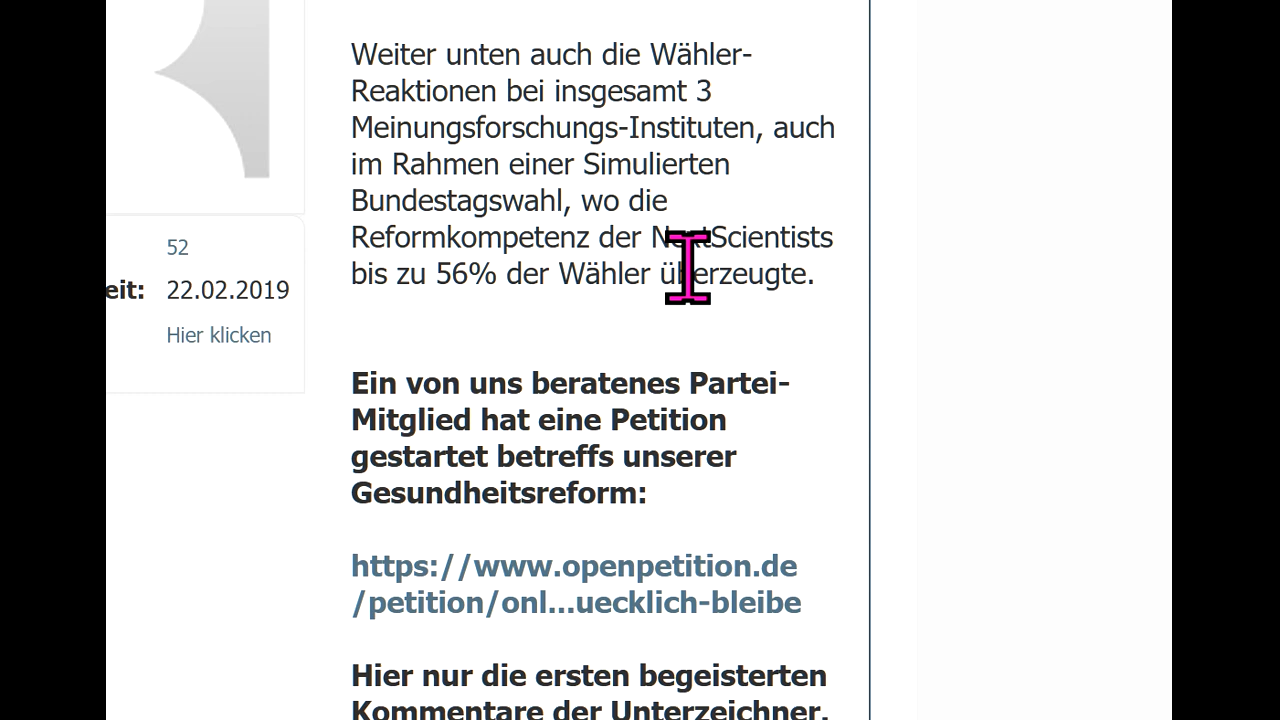 Weiter unten auch die Wähler-
Reaktionen bei insgesamt 3
Meinungsforschungs-Instituten, auch
im Rahmen einer Simulierten
Bundestagswahl, wo die
Reformkompetenz der NextScientists
bis zu 56% der Wähler überzeugte.
52
eit: 22.02.2019
Hier klicken
Ein von uns beratenes Partei-
Mitglied hat eine Petition
gestartet betreffs unserer
Gesundheitsreform:
https://www.openpetition.de
/petition/onl...uecklich-bleibe
Hier nur die ersten begeisterten
Kommentare der Unterzeichner.